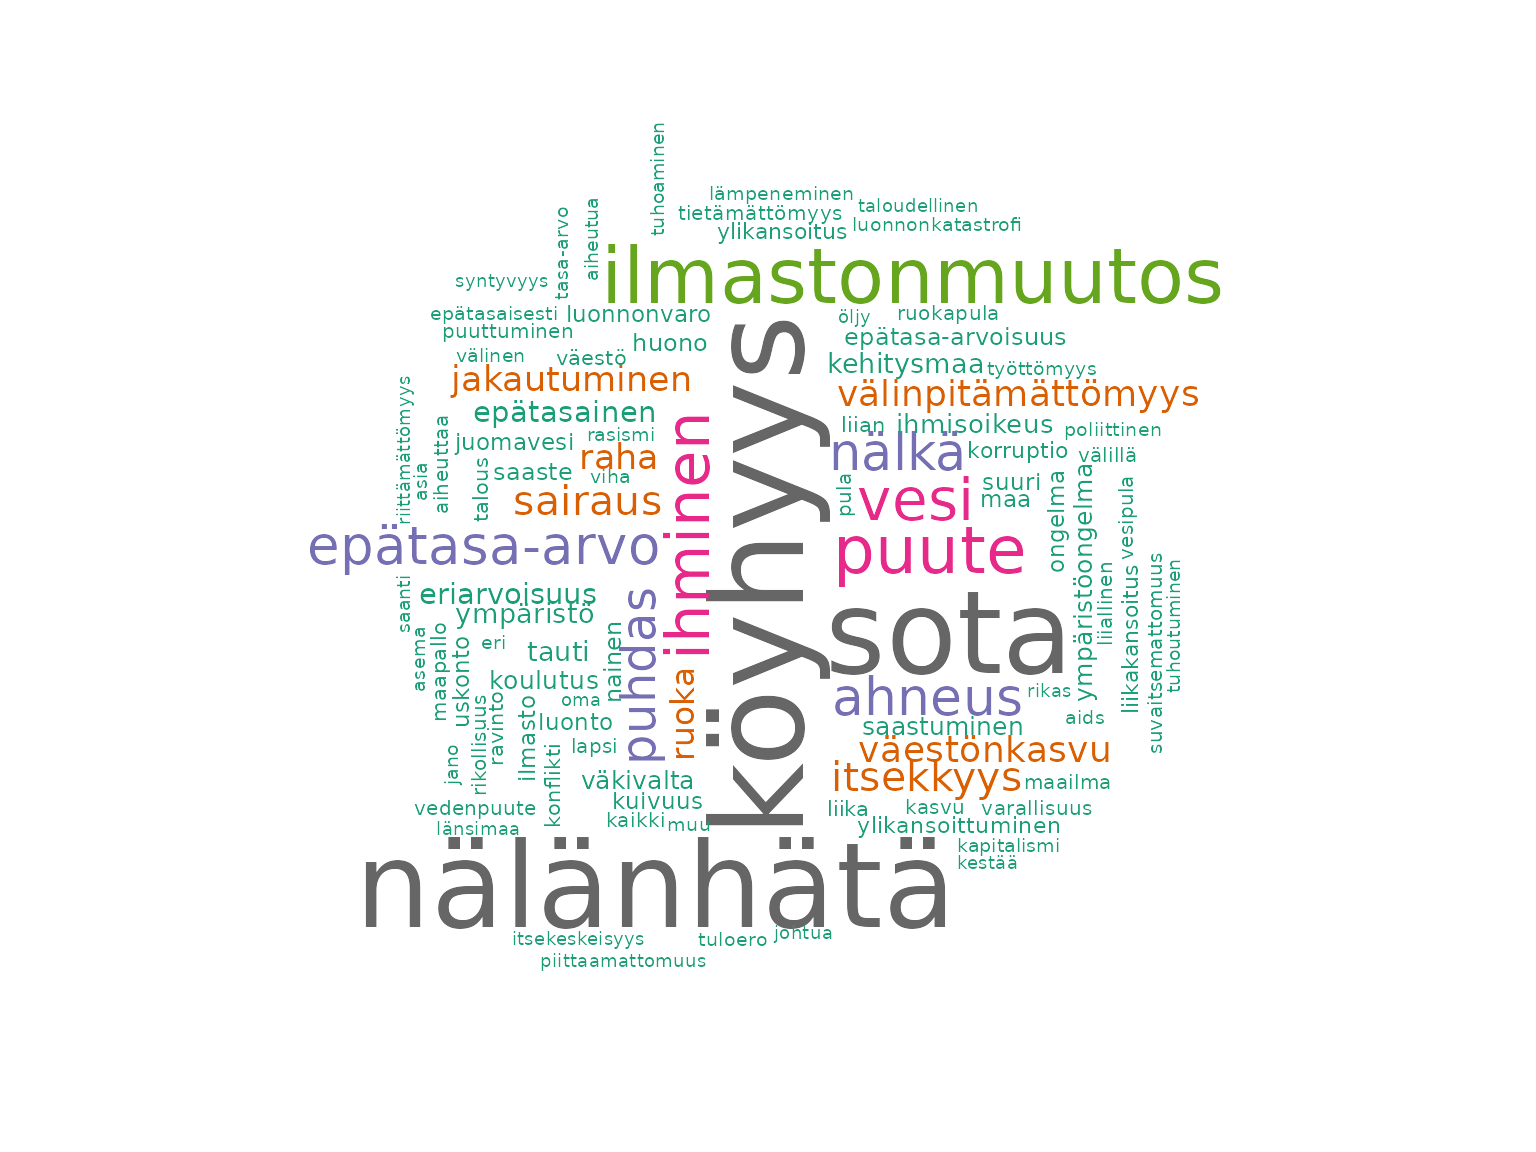 tuhoaminen
lämpeneminen
tietämättömyys
taloudellinen
luonnonkatastrofi
ylikansoitus
tasa-arvo
aiheutua
ilmastonmuutos
syntyvyys
epätasaisesti
luonnonvaro
öljy
ruokapula
puuttuminen
huono
epätasa-arvoisuus
välinen
väestö
kehitysmaa
työttömyys
jakautuminen
välinpitämättömyys
epätasainen
liian
ihmisoikeus
poliittinen
juomavesi
rasismi
nälkä
korruptio
välillä
raha
saaste
viha
riittämättömyys
asia
aiheuttaa
talous
sairaus
ihminen
köyhyys
pula
vesi
suuri
maa
puute
ongelma
ympäristöongelma
vesipula
epätasa-arvo
sota
saanti
eriarvoisuus
ympäristö
liiallinen
liikakansoitus
suvaitsemattomuus
tuhoutuminen
asema
maapallo
uskonto
eri
tauti
nainen
puhdas
ruoka
koulutus
oma
ahneus
rikas
aids
luonto
saastuminen
rikollisuus
ravinto
ilmasto
lapsi
väestönkasvu
jano
konflikti
väkivalta
itsekkyys
maailma
kuivuus
vedenpuute
liika
kasvu
varallisuus
länsimaa
kaikki
muu
ylikansoittuminen
nälänhätä
kapitalismi
kestää
itsekeskeisyys
tuloero
johtua
piittaamattomuus